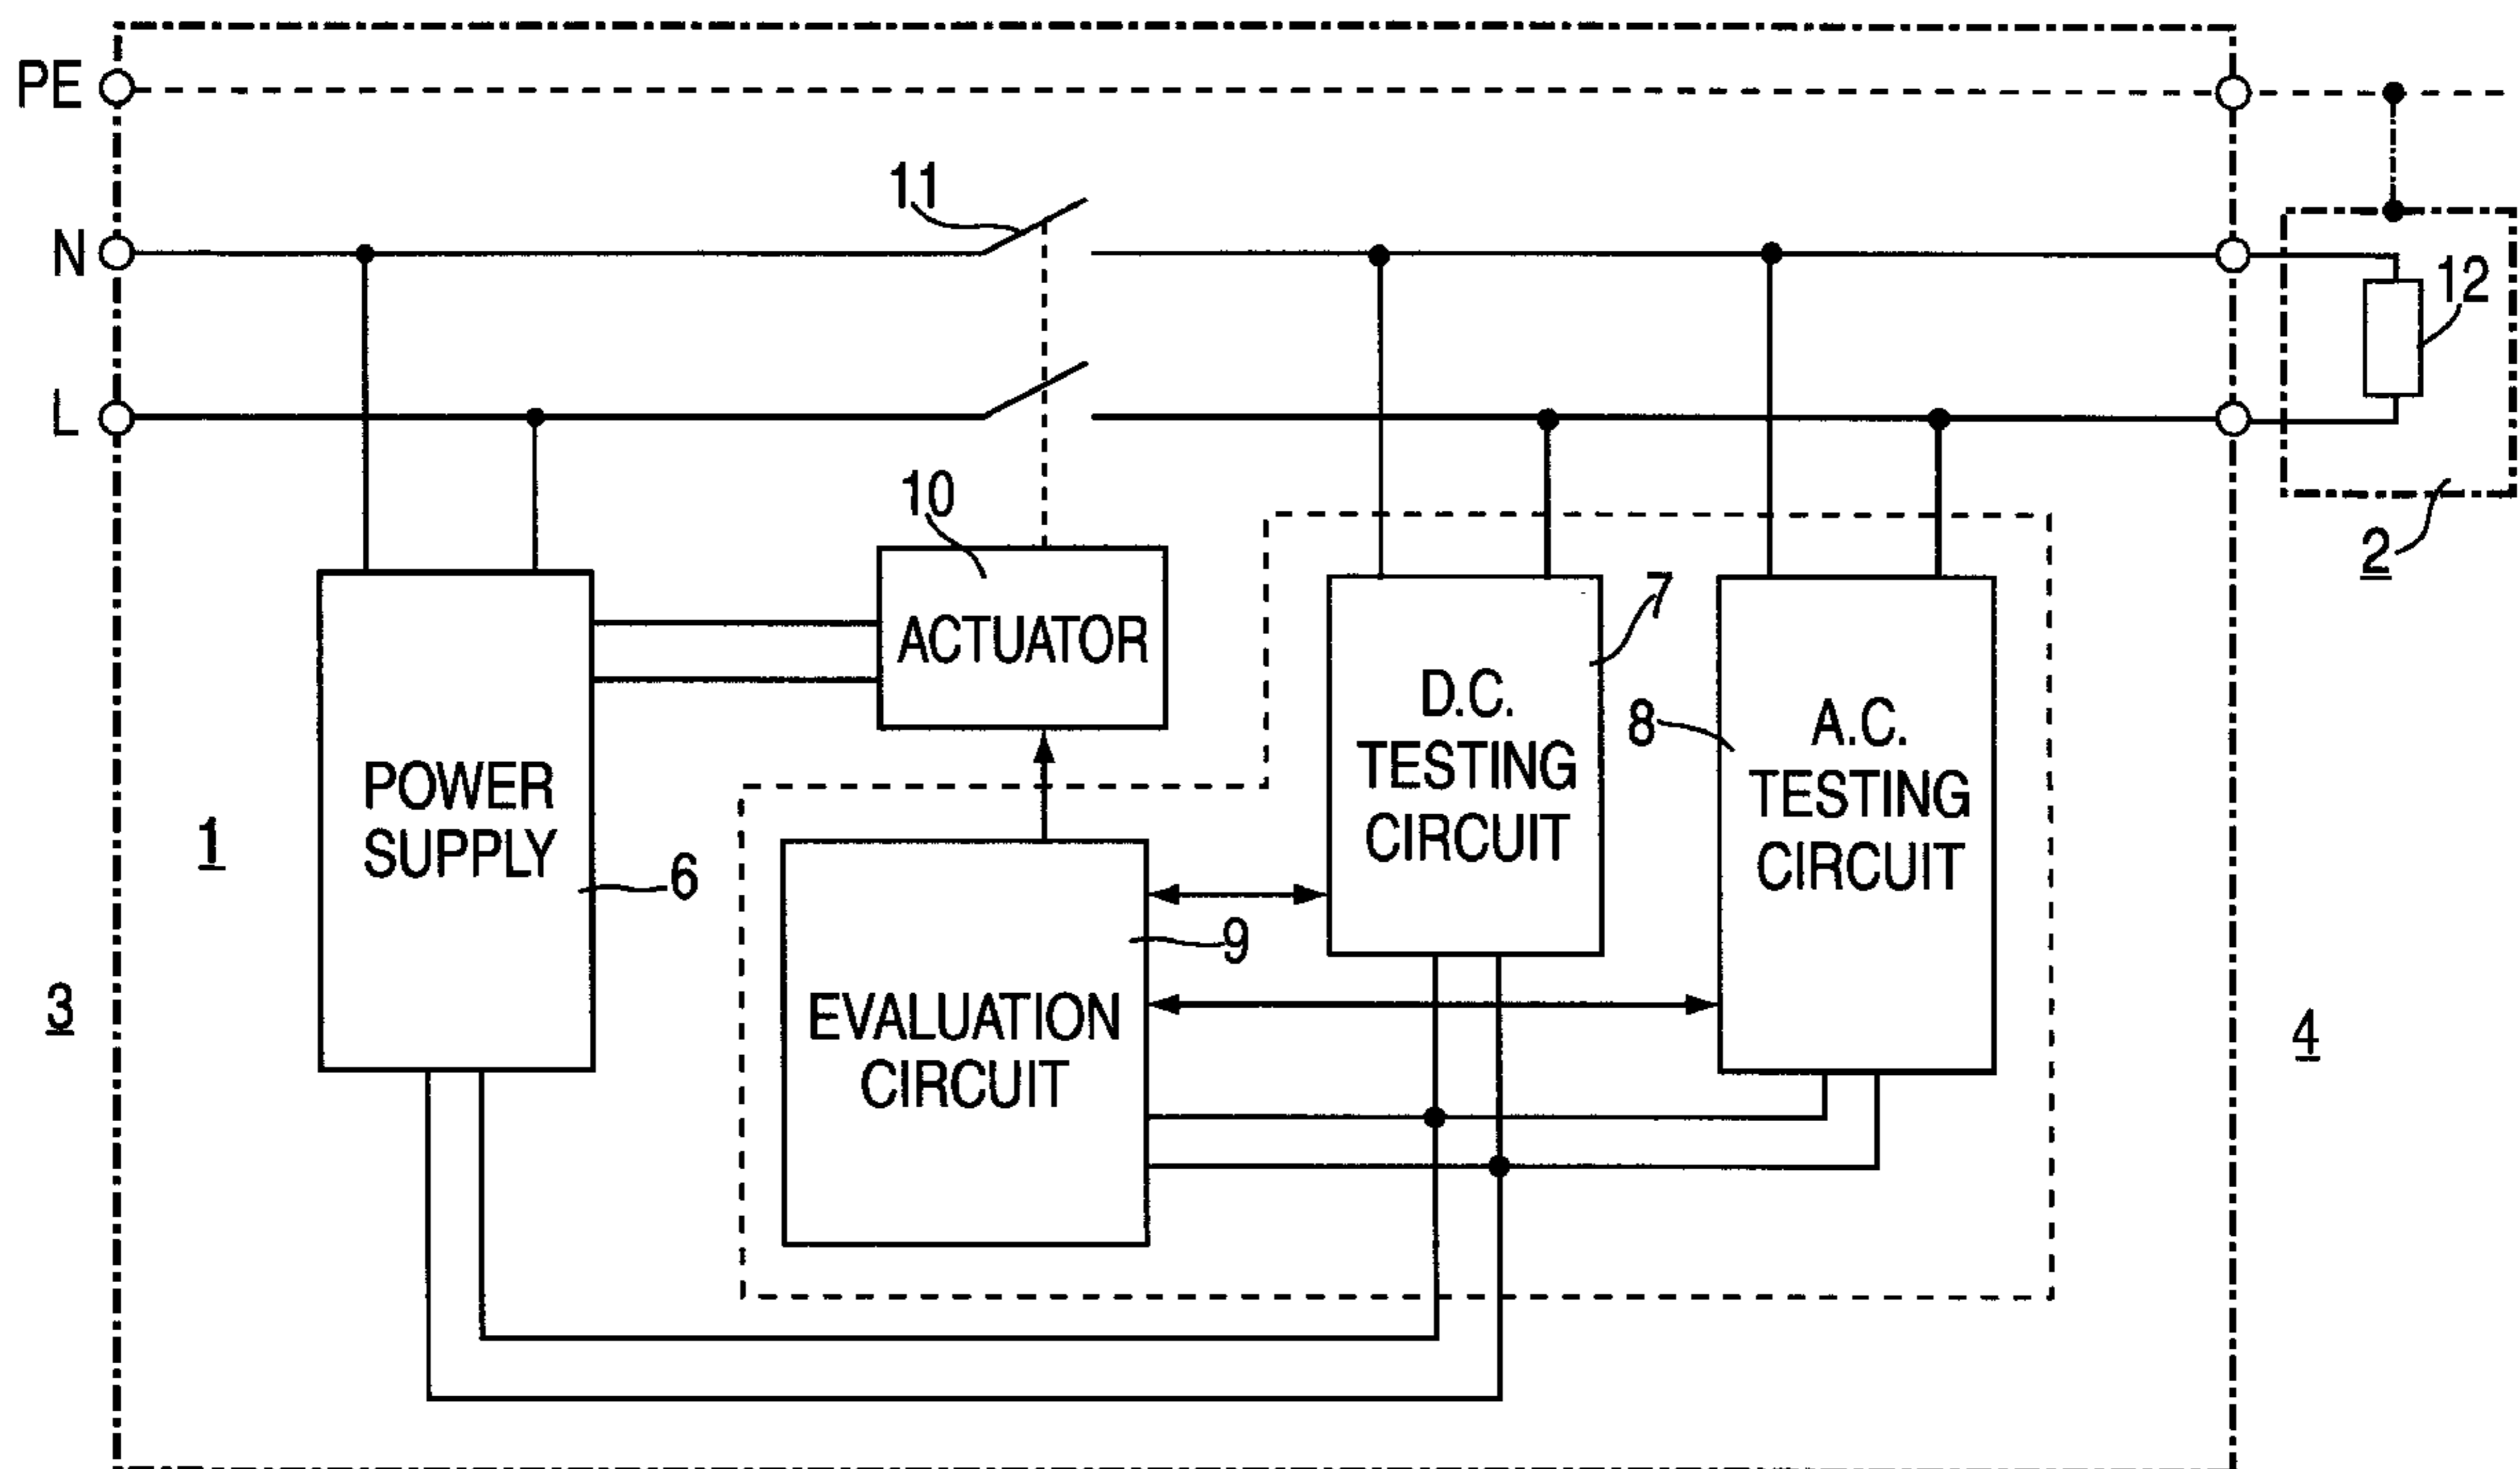 PE
11
N
12
L
10
2
ACTUATOR
7
D.C.
TESTING
CIRCUIT
8
A.C.
TESTING
CIRCUIT
POWER
SUPPLY
1
6
9
EVALUATION
CIRCUIT
3
4